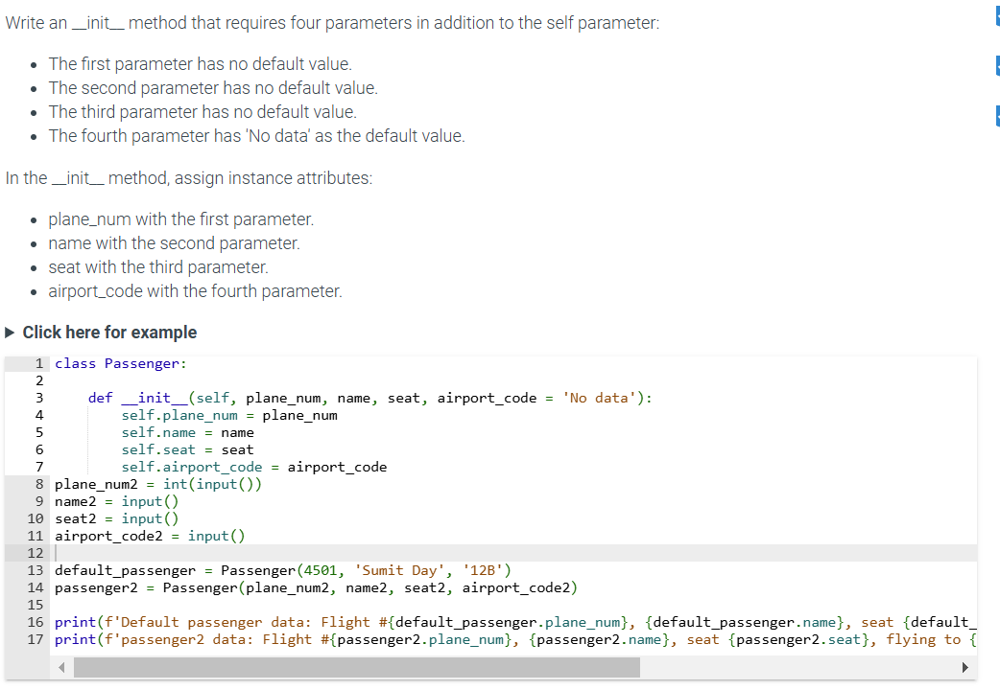 Write an __init__ method that requires four parameters in addition to the self parameter:
• The first parameter has no default value.
• The second parameter has no default value.
• The third parameter has no default value.
• The fourth parameter has 'No data' as the default value.
In the __init__ method, assign instance attributes:
• plane_num with the first parameter.
• name with the second parameter.
• seat with the third parameter.
• airport_code with the fourth parameter.
▶ Click here for example
1 class Passenger:
2
3     def __init__(self, plane_num, name, seat, airport_code = 'No data'):
4         self.plane_num = plane_num
5         self.name = name
6         self.seat = seat
7         self.airport_code = airport_code
8 plane_num2 = int(input())
9 name2 = input()
10 seat2 = input()
11 airport_code2 = input()
12
13 default_passenger = Passenger(4501, 'Sumit Day', '12B')
14 passenger2 = Passenger(plane_num2, name2, seat2, airport_code2)
15
16 print(f'Default passenger data: Flight #{default_passenger.plane_num}, {default_passenger.name}, seat {default_
17 print(f'passenger2 data: Flight #{passenger2.plane_num}, {passenger2.name}, seat {passenger2.seat}, flying to {